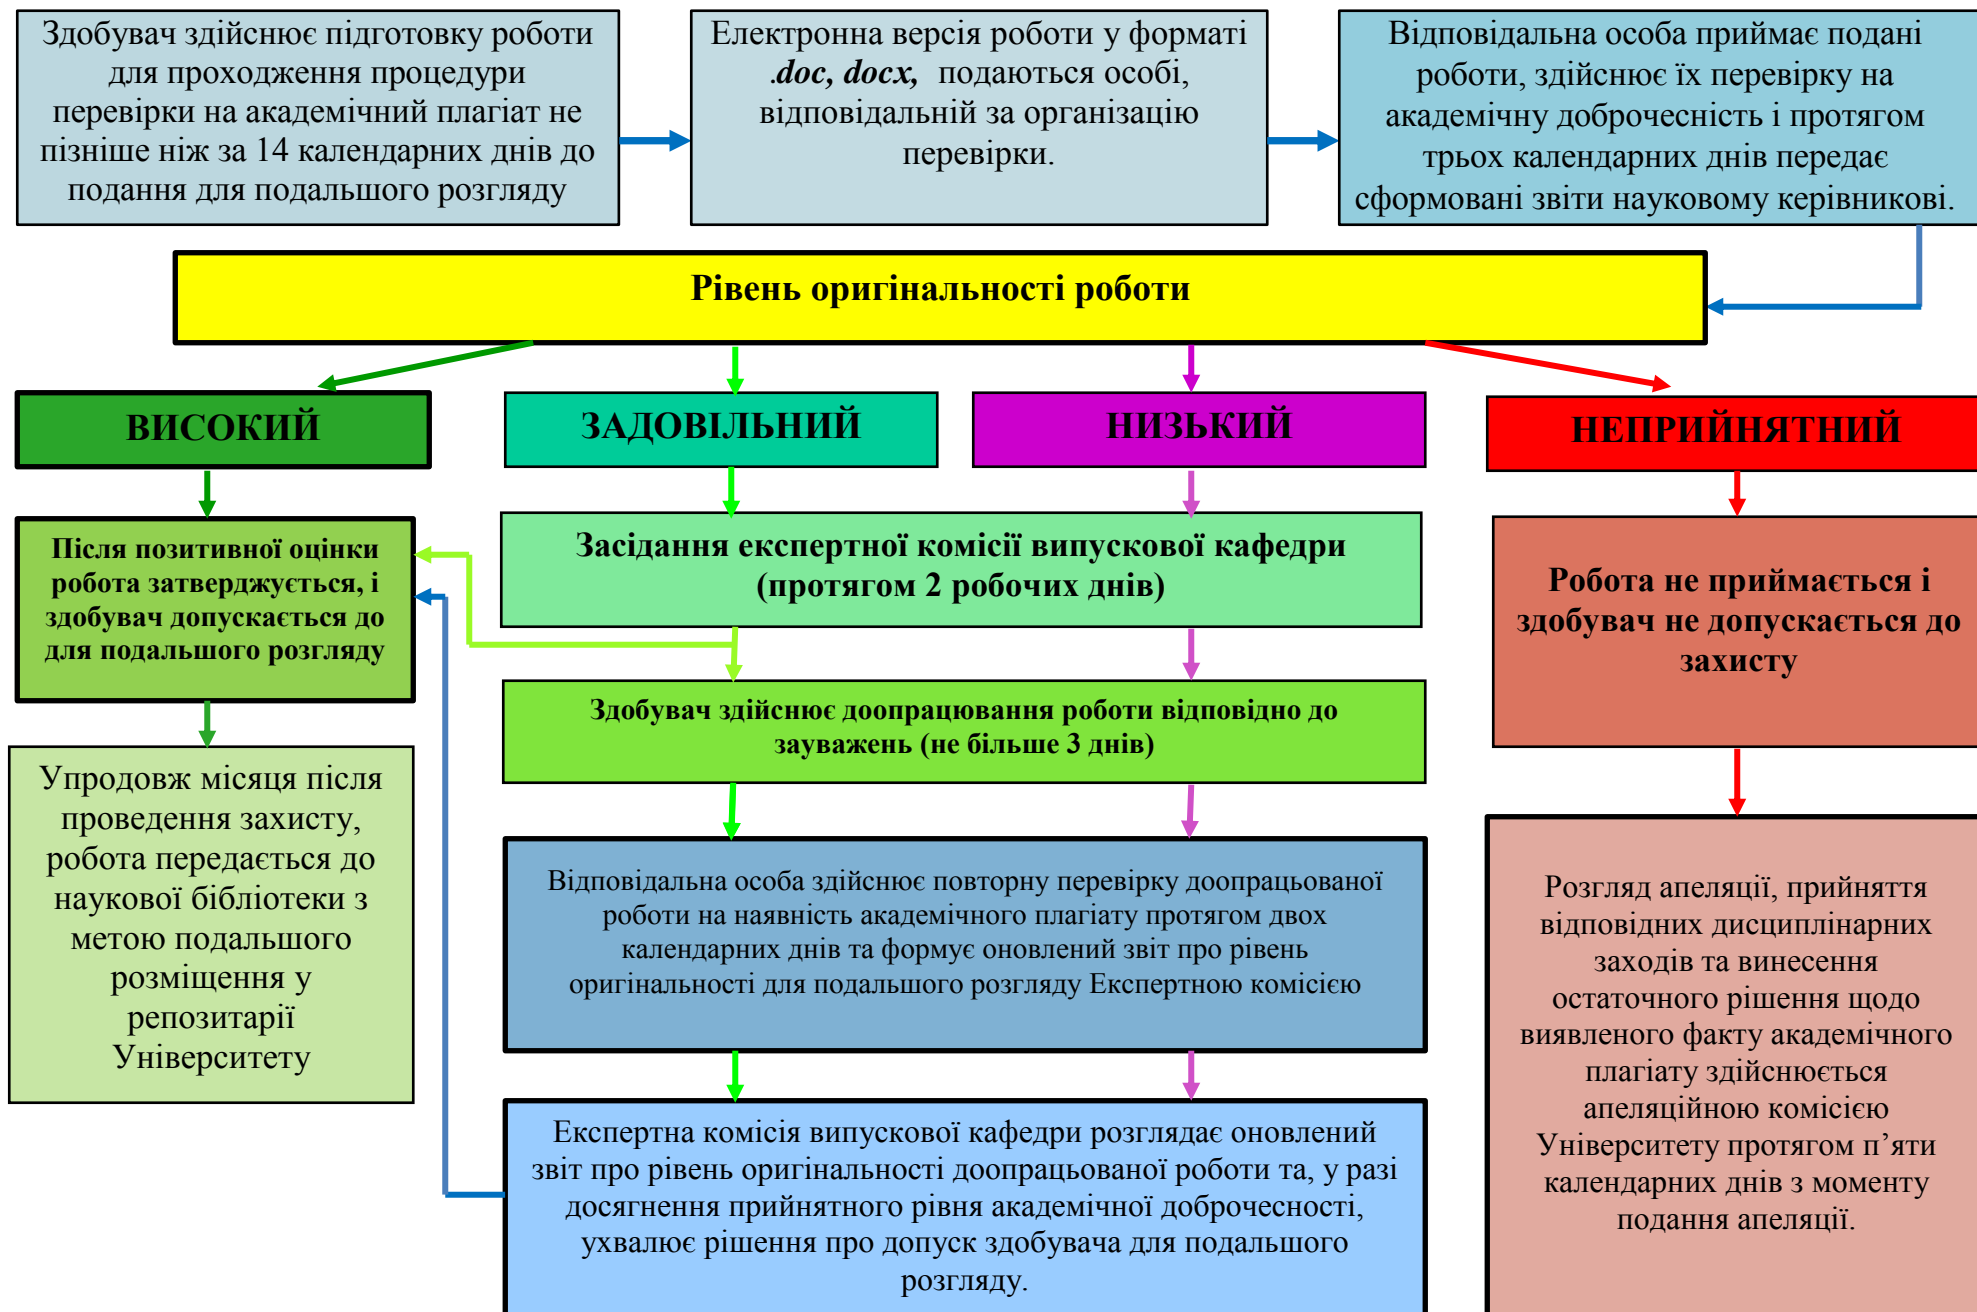 Здобувач здійснює підготовку роботи
для проходження процедури
перевірки на академічний плагіат не
пізніше ніж за 14 календарних днів до
подання для подальшого розгляду
Електронна версія роботи у форматі
.doc, docx, подаються особі,
відповідальній за організацію
перевірки.
Відповідальна особа приймає подані
роботи, здійснює їх перевірку на
академічну доброчесність і протягом
трьох календарних днів передає
сформовані звіти науковому керівникові.
Рівень оригінальності роботи
ВИСОКИЙ
ЗАДОВІЛЬНИЙ
НИЗЬКИЙ
НЕПРИЙНЯТНИЙ
Після позитивної оцінки
робота затверджується, і
здобувач допускається до
для подальшого розгляду
Засідання експертної комісії випускової кафедри
(протягом 2 робочих днів)
Робота не приймається і
здобувач не допускається до
захисту
Здобувач здійснює доопрацювання роботи відповідно до
зауважень (не більше 3 днів)
Упродовж місяця після
проведення захисту,
робота передається до
наукової бібліотеки з
метою подальшого
розміщення у
репозитарії
Університету
Відповідальна особа здійснює повторну перевірку доопрацьованої
роботи на наявність академічного плагіату протягом двох
календарних днів та формує оновлений звіт про рівень
оригінальності для подальшого розгляду Експертною комісією
Розгляд апеляції, прийняття
відповідних дисциплінарних
заходів та винесення
остаточного рішення щодо
виявленого факту академічного
плагіату здійснюється
апеляційною комісією
Університету протягом п’яти
календарних днів з моменту
подання апеляції.
Експертна комісія випускової кафедри розглядає оновлений
звіт про рівень оригінальності доопрацьованої роботи та, у разі
досягнення прийнятного рівня академічної доброчесності,
ухвалює рішення про допуск здобувача для подальшого
розгляду.